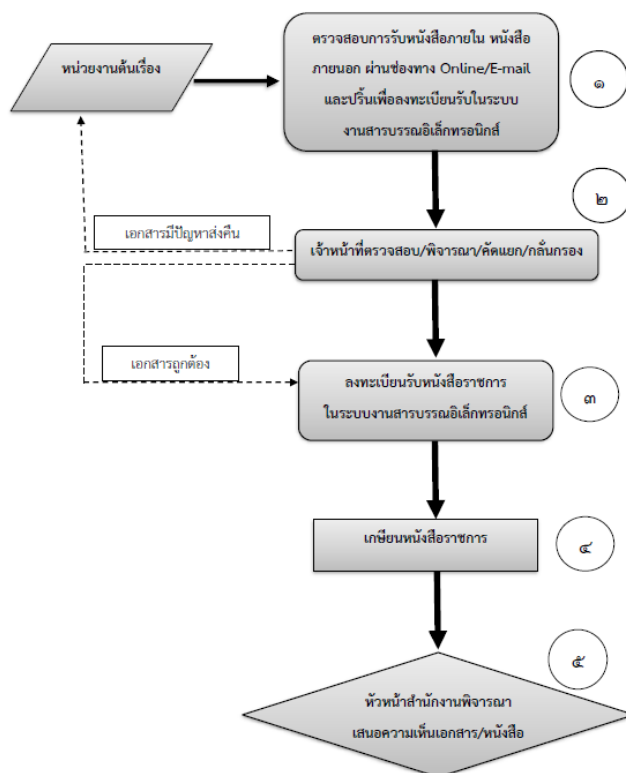 หน่วยงานต้นเรื่อง
ตรวจสอบการรับหนังสือภายใน หนังสือ
ภายนอก ผ่านช่องทาง Online/E-mail
และปริ้นเพื่อลงทะเบียนรับในระบบ
งานสารบรรณอิเล็กทรอนิกส์
๑
๒
เอกสารมีปัญหาส่งคืน
เจ้าหน้าที่ตรวจสอบ/พิจารณา/คัดแยก/กลั่นกรอง
เอกสารถูกต้อง
ลงทะเบียนรับหนังสือราชการ
ในระบบงานสารบรรณอิเล็กทรอนิกส์
๓
เกษียนหนังสือราชการ
๔
๕
หัวหน้าสำนักงานพิจารณา
เสนอความเห็นเอกสาร/หนังสือ